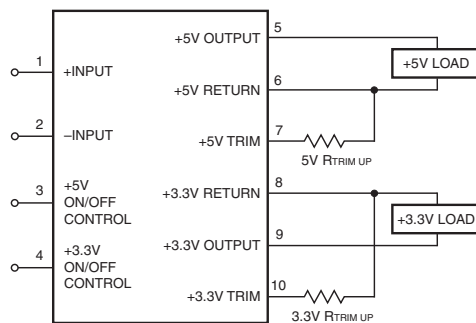 1
+INPUT
2
–INPUT
3
+5V
ON/OFF
CONTROL
4
+3.3V
ON/OFF
CONTROL
+5V OUTPUT
5
+5V LOAD
+5V RETURN
6
+5V TRIM
7
5V RTRIM UP
+3.3V RETURN
8
+3.3V LOAD
+3.3V OUTPUT
9
+3.3V TRIM
10
3.3V RTRIM UP